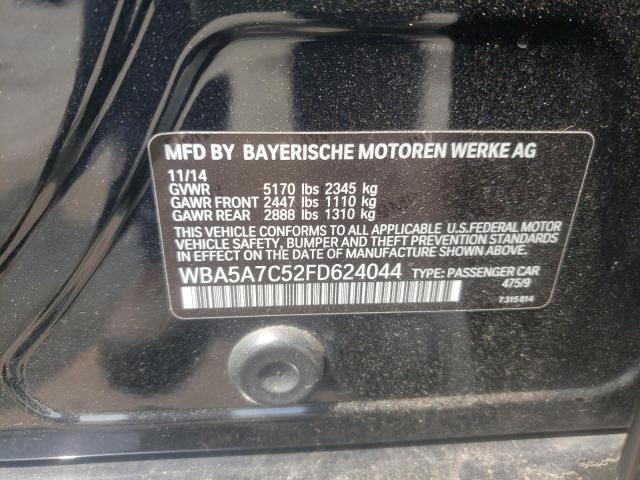 MFD BY BAYERISCHE MOTOREN WERKE AG
11/14
GVWR 5170 lbs 2345 kg
GAWR FRONT 2447 lbs 1110 kg
GAWR REAR 2888 lbs 1310 kg
THIS VEHICLE CONFORMS TO ALL APPLICABLE U.S.FEDERAL MOTOR
VEHICLE SAFETY, BUMPER AND THEFT PREVENTION STANDARDS
IN EFFECT ON THE DATE OF MANUFACTURE SHOWN ABOVE.
WBA5A7C52FD624044 TYPE: PASSENGER CAR
475/9
7 315 814